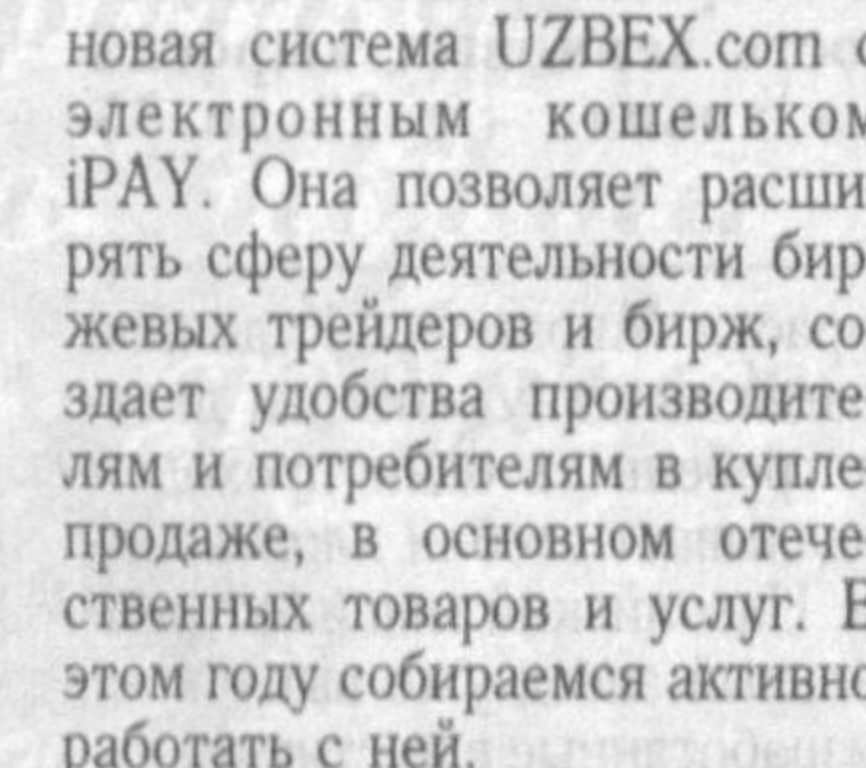 новая система UZBEX.com с
электронным кошельком
iPAY. Она позволяет расши-
рять сферу деятельности бир-
жевых трейдеров и бирж, со-
здает удобства производите-
лям и потребителям в купле-
продаже, в основном отече-
ственных товаров и услуг. В
этом году собираемся активно
работать с ней.